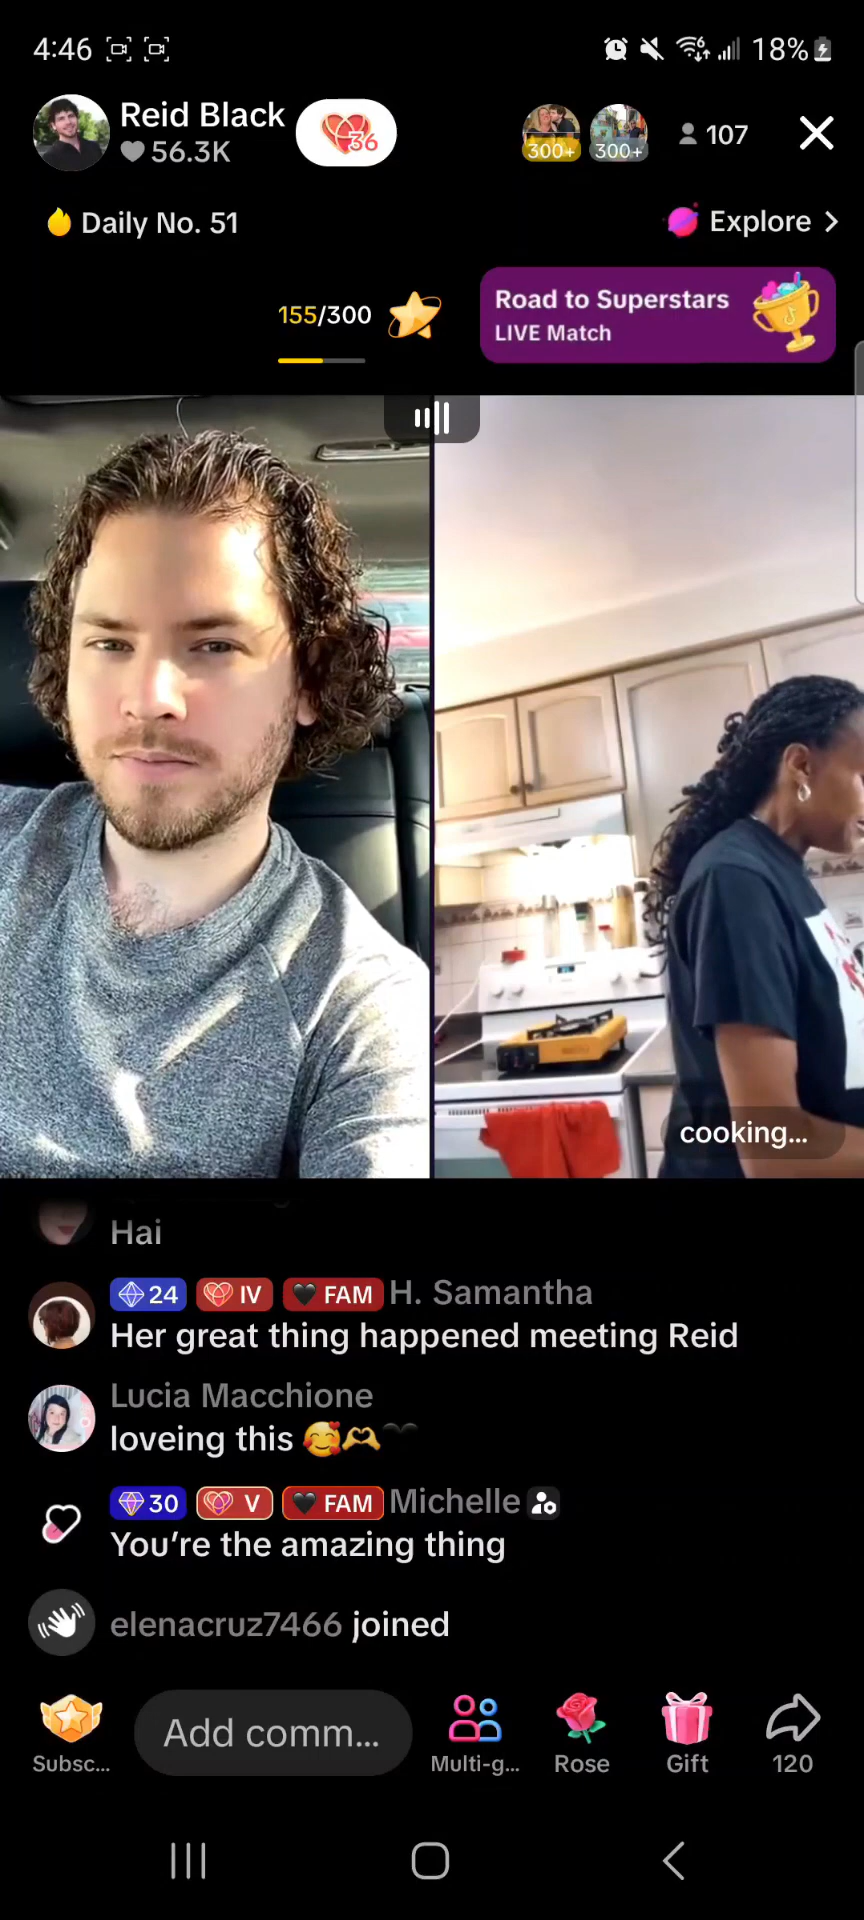 4:46
18%
Reid Black
56.3K
36
300+
300+
107
Daily No. 51
Explore
155/300
Road to Superstars
LIVE Match
cooking...
Hai
24 IV FAM H. Samantha
Her great thing happened meeting Reid
Lucia Macchione
loveing this 🥰🫶🖤
30 V FAM Michelle
You're the amazing thing
elenacruz7466 joined
Add comm...
Subsc...
Multi-g...
Rose
Gift
120